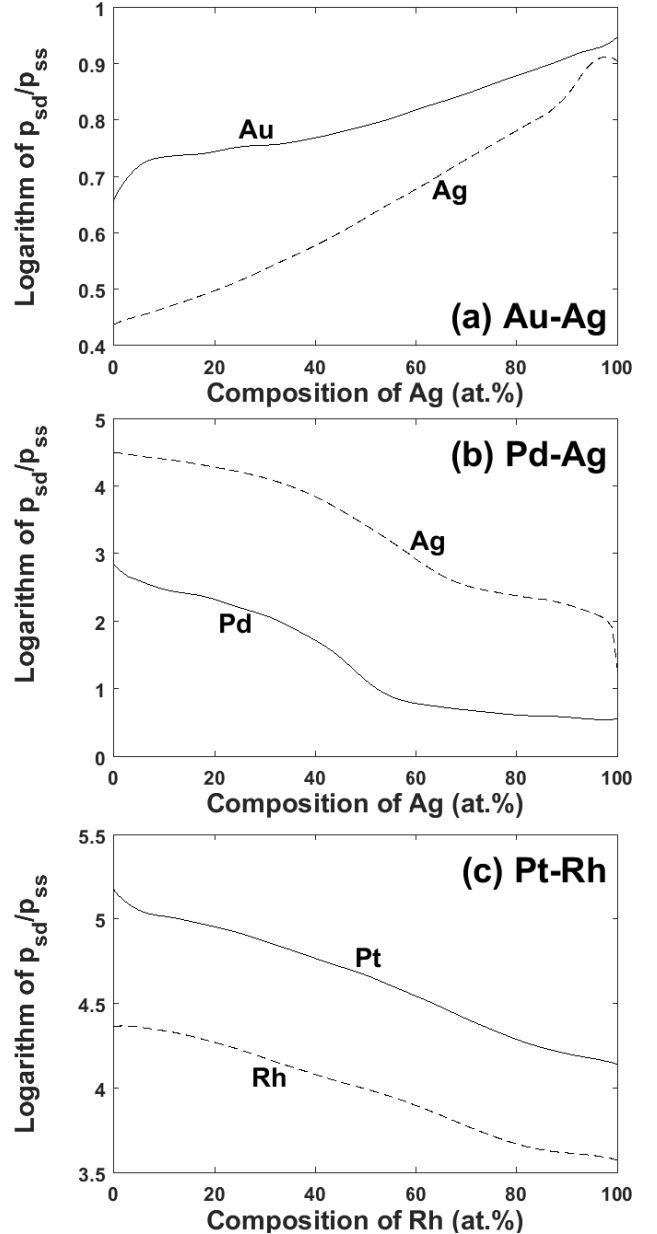 1
0.9
0.8
0.7
0.6
0.5
0.4
Logarithm of p_sd/p_ss
Au
Ag
(a) Au-Ag
0 20 40 60 80 100
Composition of Ag (at.%)
5
4
3
2
1
0
Logarithm of p_sd/p_ss
(b) Pd-Ag
Ag
Pd
0 20 40 60 80 100
Composition of Ag (at.%)
5.5
5
4.5
4
3.5
Logarithm of p_sd/p_ss
(c) Pt-Rh
Pt
Rh
0 20 40 60 80 100
Composition of Rh (at.%)